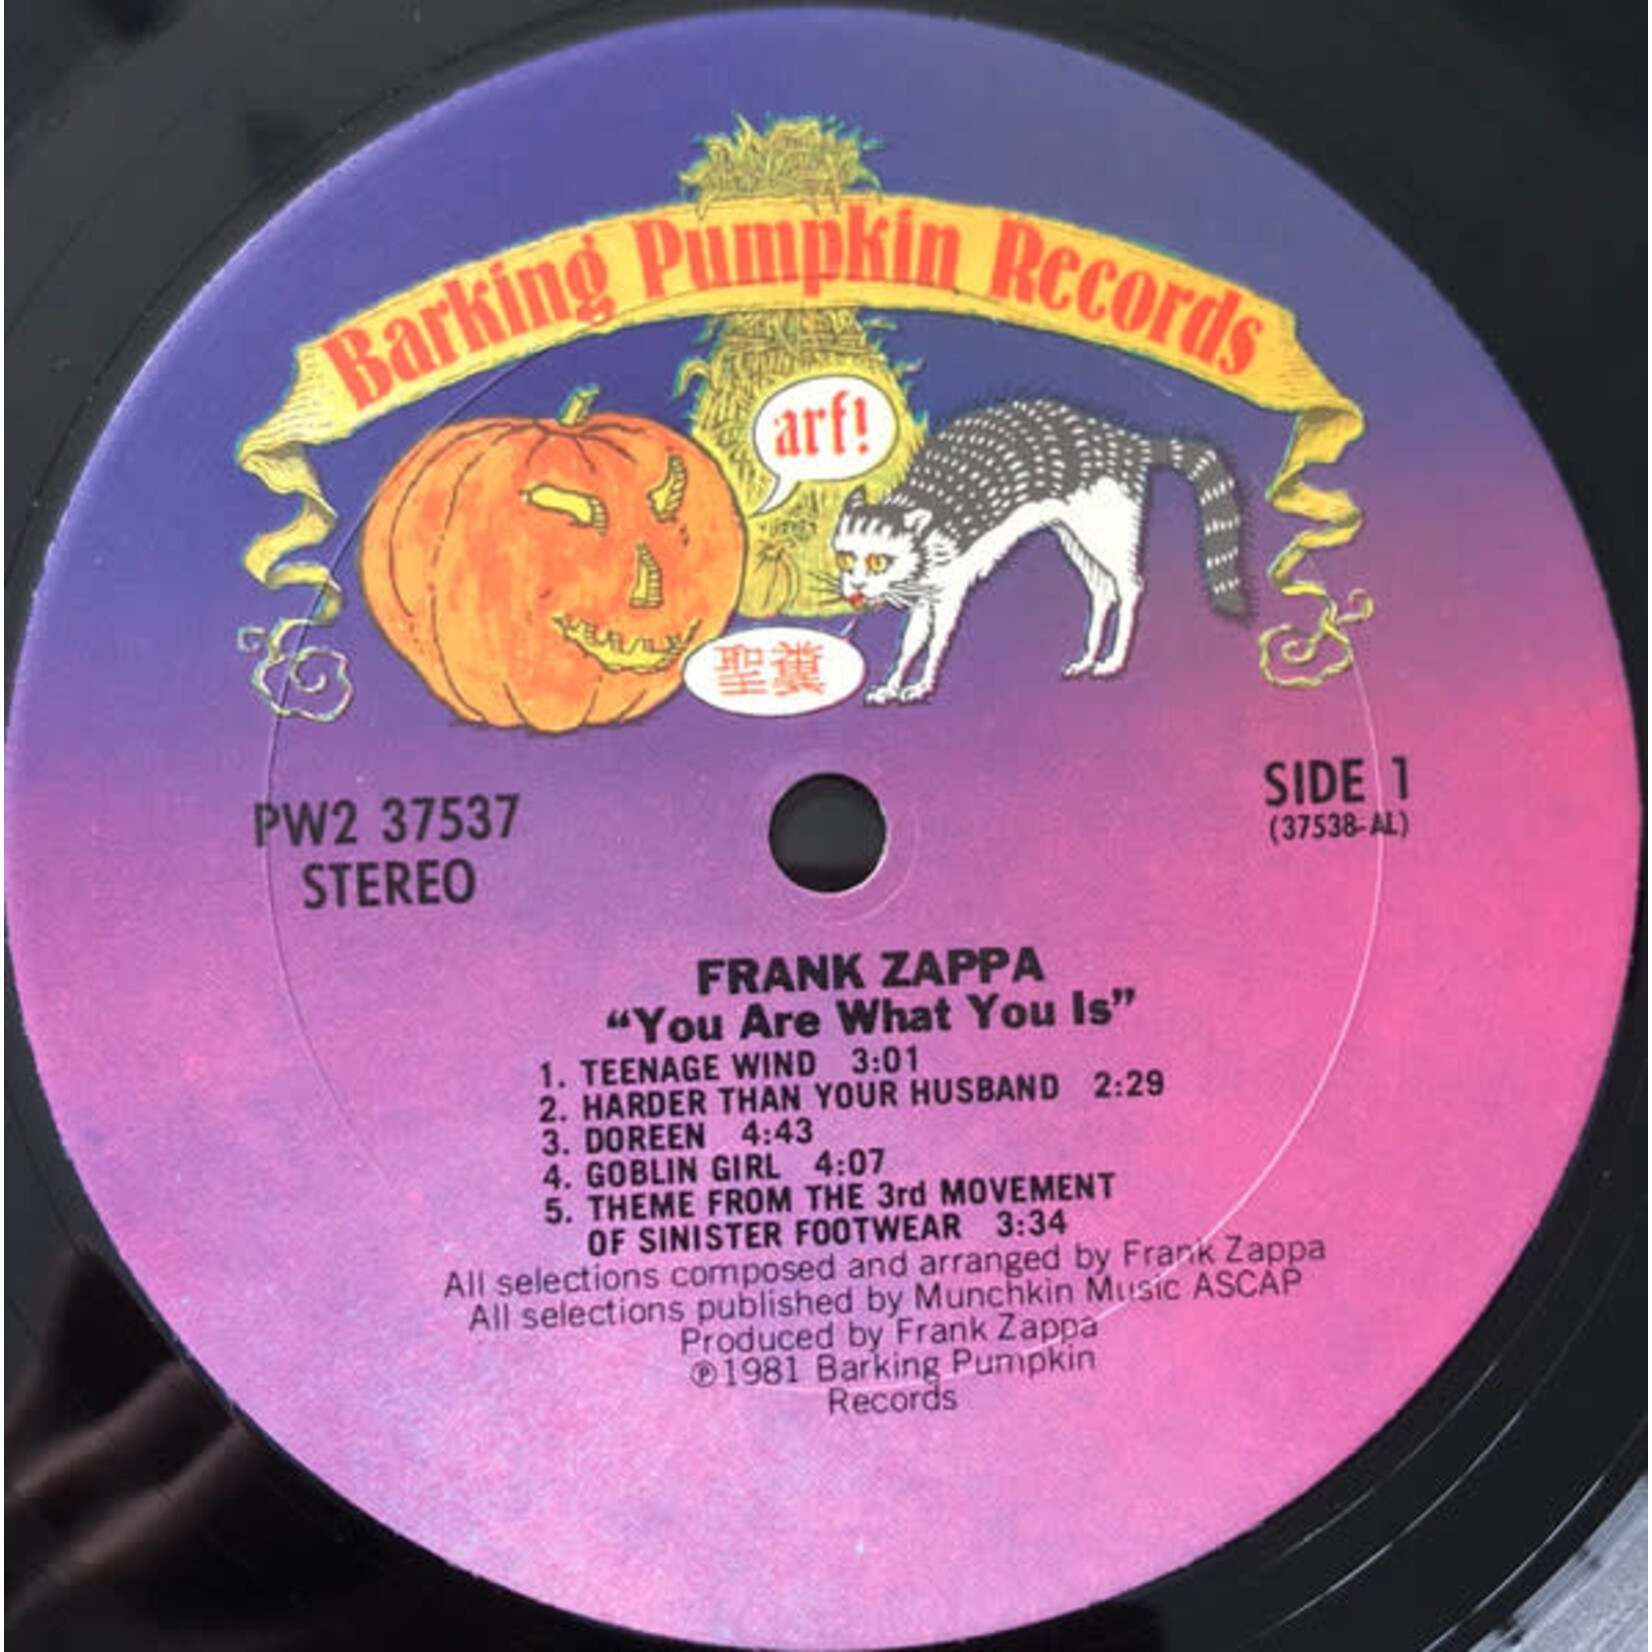 Barking Pumpkin Records
arf!
聖糞
PW2 37537
STEREO
SIDE 1
(37538-AL)
FRANK ZAPPA
“You Are What You Is”
1. TEENAGE WIND 3:01
2. HARDER THAN YOUR HUSBAND 2:29
3. DOREEN 4:43
4. GOBLIN GIRL 4:07
5. THEME FROM THE 3rd MOVEMENT
OF SINISTER FOOTWEAR 3:34
All selections composed and arranged by Frank Zappa
All selections published by Munchkin Music ASCAP
Produced by Frank Zappa
℗1981 Barking Pumpkin
Records